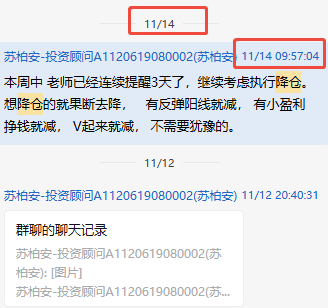 11/14
苏柏安-投资顾问A1120619080002(苏柏安) 11/14 09:57:04
本周中 老师已经连续提醒3天了，继续考虑执行降仓。
想降仓的就果断去降， 有反弹阳线就减， 有小盈利
挣钱就减， V起来就减， 不需要犹豫的。
11/12
苏柏安-投资顾问A1120619080002(苏柏安) 11/12 20:40:31
群聊的聊天记录
苏柏安-投资顾问A1120619080002(苏
柏安): [图片]
苏柏安-投资顾问A1120619080002(苏...